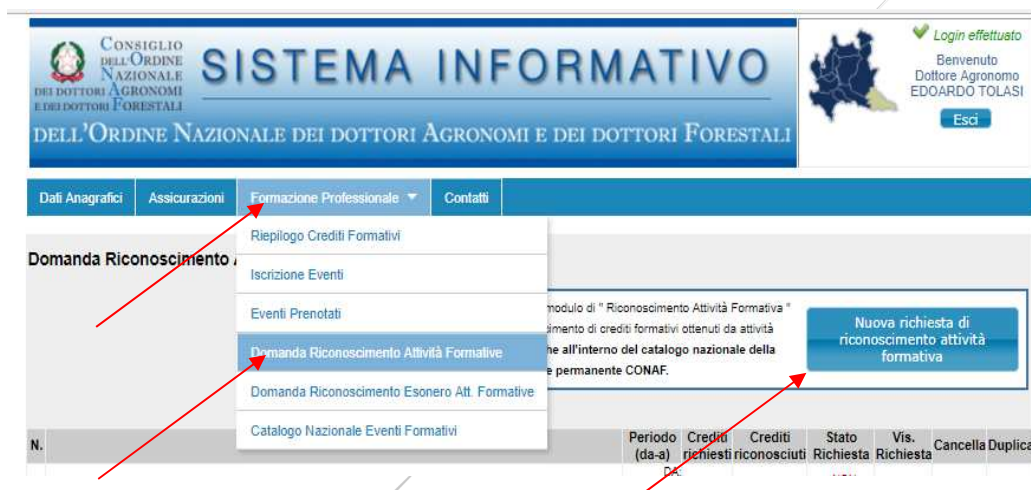 CONSIGLIO
DELL'ORDINE
NAZIONALE
DEI DOTTORI AGRONOMI
E DEI DOTTORI FORESTALI
SISTEMA INFORMATIVO
DELL'ORDINE NAZIONALE DEI DOTTORI AGRONOMI E DEI DOTTORI FORESTALI
Login effettuato
Benvenuto
Dottore Agronomo
EDOARDO TOLASI
Esci
Dati Anagrafici Assicurazioni Formazione Professionale Contatti
Riepilogo Crediti Formativi
Iscrizione Eventi
Eventi Prenotati
Domanda Riconoscimento Attività Formative
Domanda Riconoscimento Esonero Att. Formative
Catalogo Nazionale Eventi Formativi
Domanda Riconoscimento
modulo di " Riconoscimento Attività Formativa "
cimento di crediti formativi ottenuti da attività
he all'interno del catalogo nazionale della
e permanente CONAF.
Nuova richiesta di
riconoscimento attività
formativa
N. Periodo (da-a) Crediti richiesti Crediti riconosciuti Stato Richiesta Vis. Richiesta Cancella Duplica
DA: